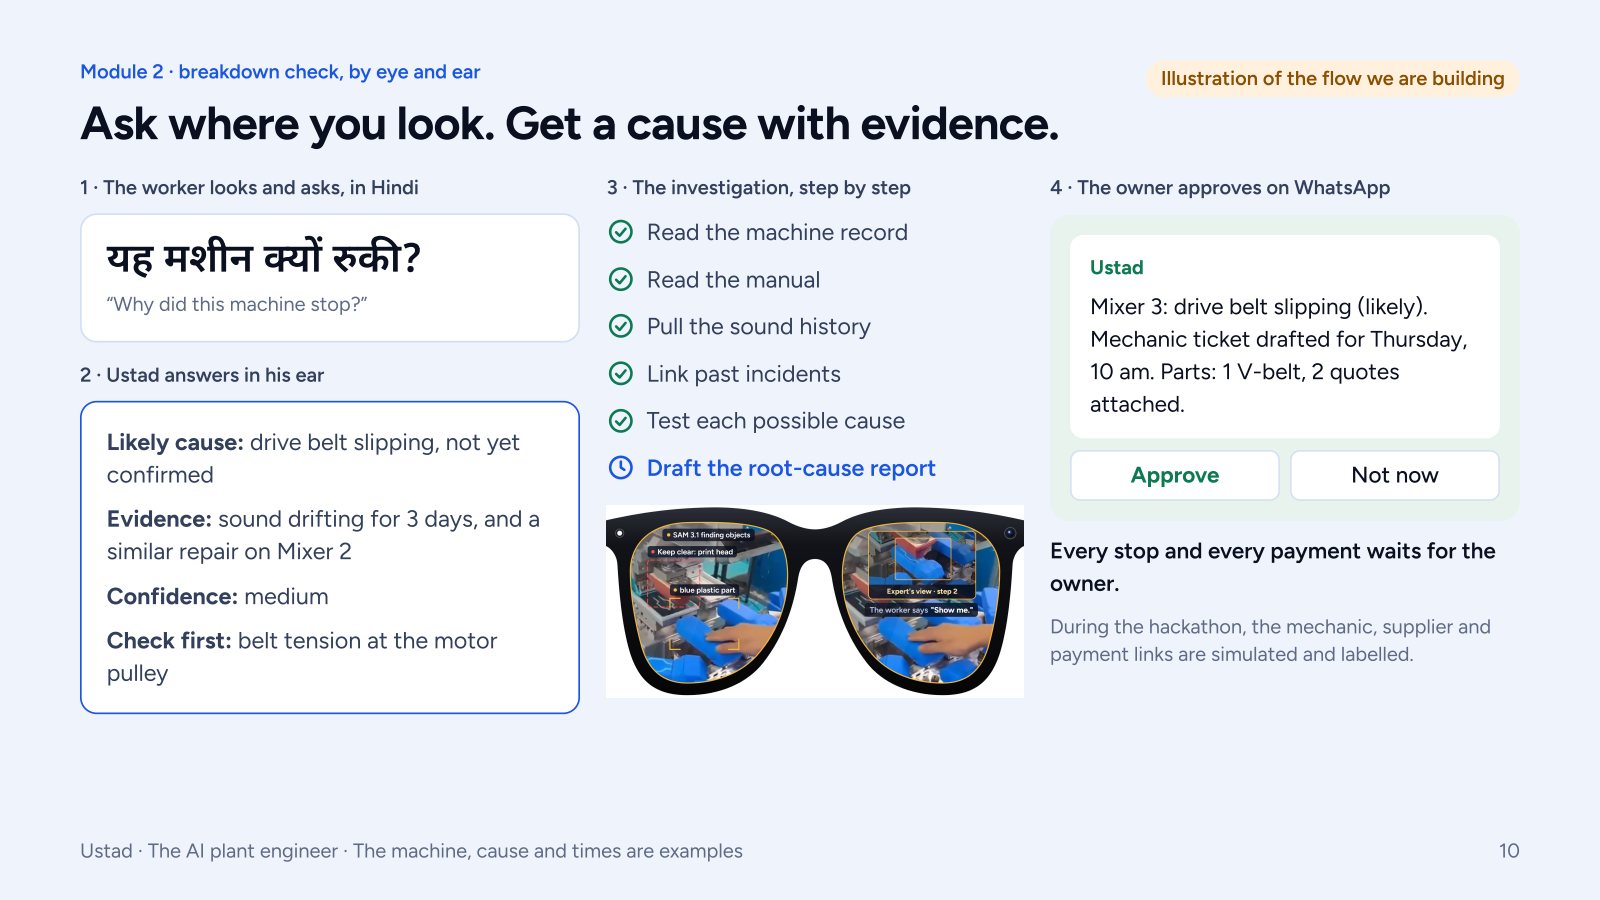 Module 2 · breakdown check, by eye and ear
Illustration of the flow we are building
Ask where you look. Get a cause with evidence.
1 · The worker looks and asks, in Hindi
यह मशीन क्यों रुकी?
“Why did this machine stop?”
2 · Ustad answers in his ear
Likely cause: drive belt slipping, not yet
confirmed
Evidence: sound drifting for 3 days, and a
similar repair on Mixer 2
Confidence: medium
Check first: belt tension at the motor
pulley
3 · The investigation, step by step
Read the machine record
Read the manual
Pull the sound history
Link past incidents
Test each possible cause
Draft the root-cause report
SAM 3.1 finding objects
Keep clear: print head
blue plastic part
Expert's view · step 2
The worker says "Show me."
4 · The owner approves on WhatsApp
Ustad
Mixer 3: drive belt slipping (likely).
Mechanic ticket drafted for Thursday,
10 am. Parts: 1 V-belt, 2 quotes
attached.
Approve
Not now
Every stop and every payment waits for the
owner.
During the hackathon, the mechanic, supplier and
payment links are simulated and labelled.
Ustad · The AI plant engineer · The machine, cause and times are examples
10